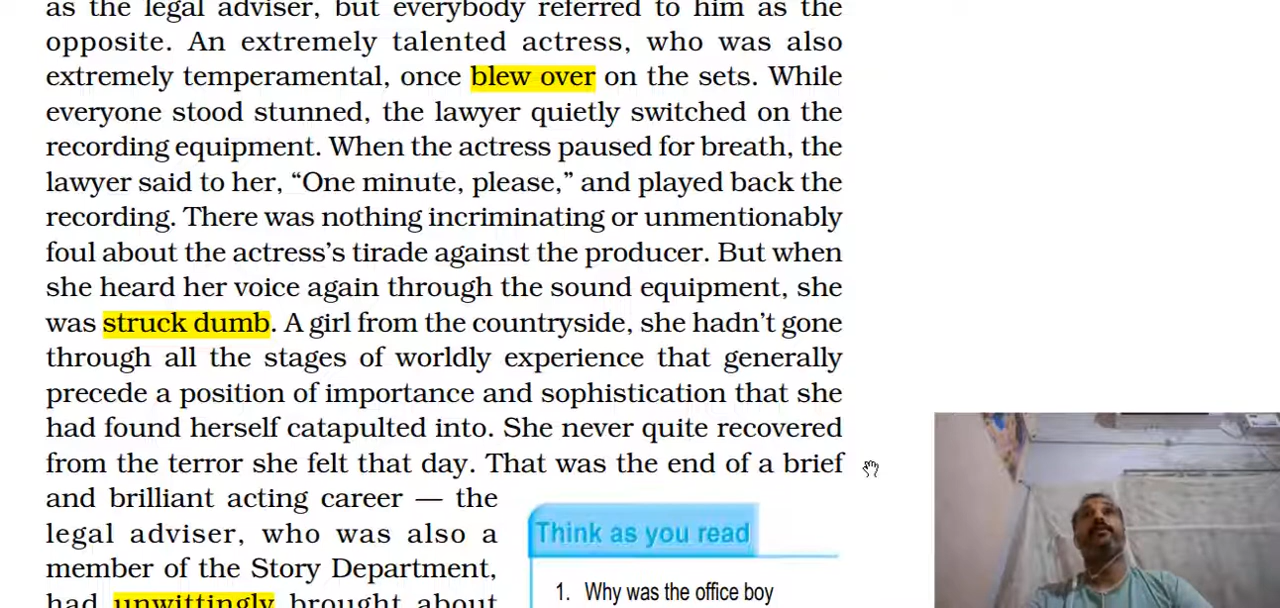 as the legal adviser, but everybody referred to him as the
opposite. An extremely talented actress, who was also
extremely temperamental, once blew over on the sets. While
everyone stood stunned, the lawyer quietly switched on the
recording equipment. When the actress paused for breath, the
lawyer said to her, “One minute, please,” and played back the
recording. There was nothing incriminating or unmentionably
foul about the actress’s tirade against the producer. But when
she heard her voice again through the sound equipment, she
was struck dumb. A girl from the countryside, she hadn’t gone
through all the stages of worldly experience that generally
precede a position of importance and sophistication that she
had found herself catapulted into. She never quite recovered
from the terror she felt that day. That was the end of a brief
and brilliant acting career — the
legal adviser, who was also a
member of the Story Department,
had unwittingly brought about
Think as you read
1. Why was the office boy